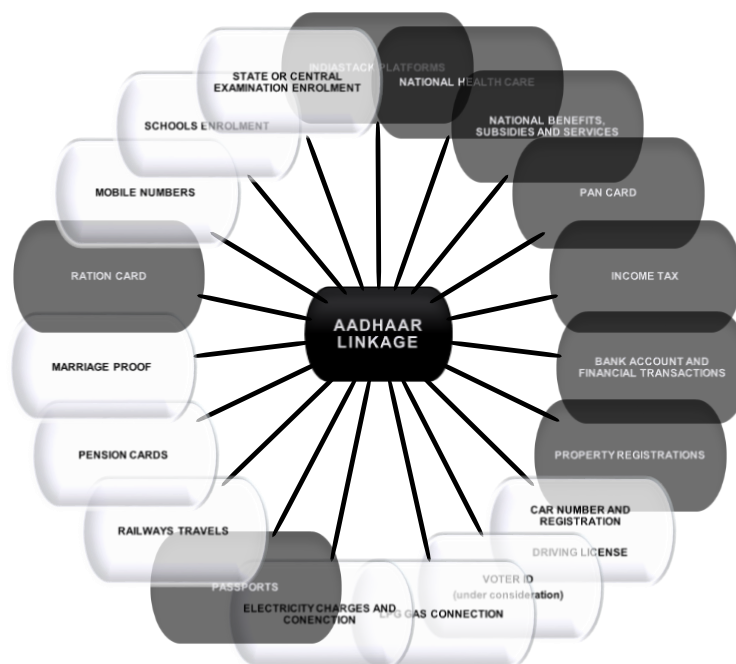 INDIASTACK PLATFORMS
NATIONAL HEALTH CARE
NATIONAL BENEFITS,
SUBSIDIES AND SERVICES
PAN CARD
INCOME TAX
BANK ACCOUNT AND
FINANCIAL TRANSACTIONS
PROPERTY REGISTRATIONS
CAR NUMBER AND
REGISTRATION
DRIVING LICENSE
VOTER ID
(under consideration)
LPG GAS CONNECTION
ELECTRICITY CHARGES AND
CONENCTION
PASSPORTS
RAILWAYS TRAVELS
PENSION CARDS
MARRIAGE PROOF
RATION CARD
MOBILE NUMBERS
SCHOOLS ENROLMENT
STATE OR CENTRAL
EXAMINATION ENROLMENT
AADHAAR
LINKAGE